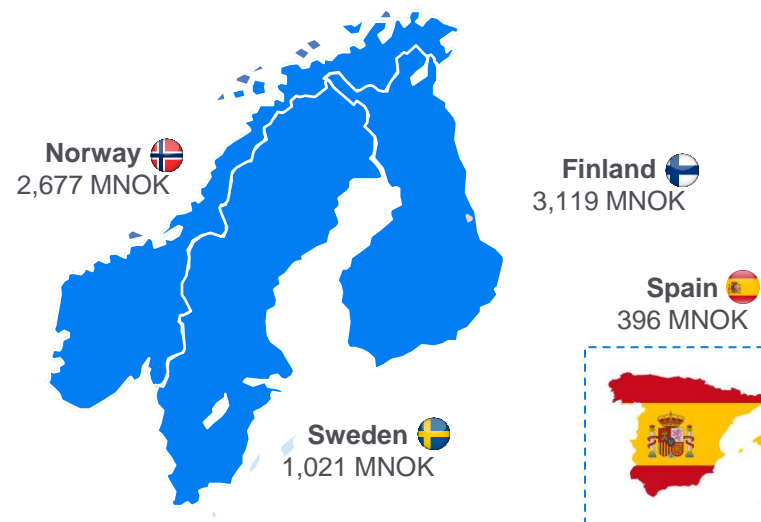 Norway
2,677 MNOK
Finland
3,119 MNOK
Spain
396 MNOK
Sweden
1,021 MNOK